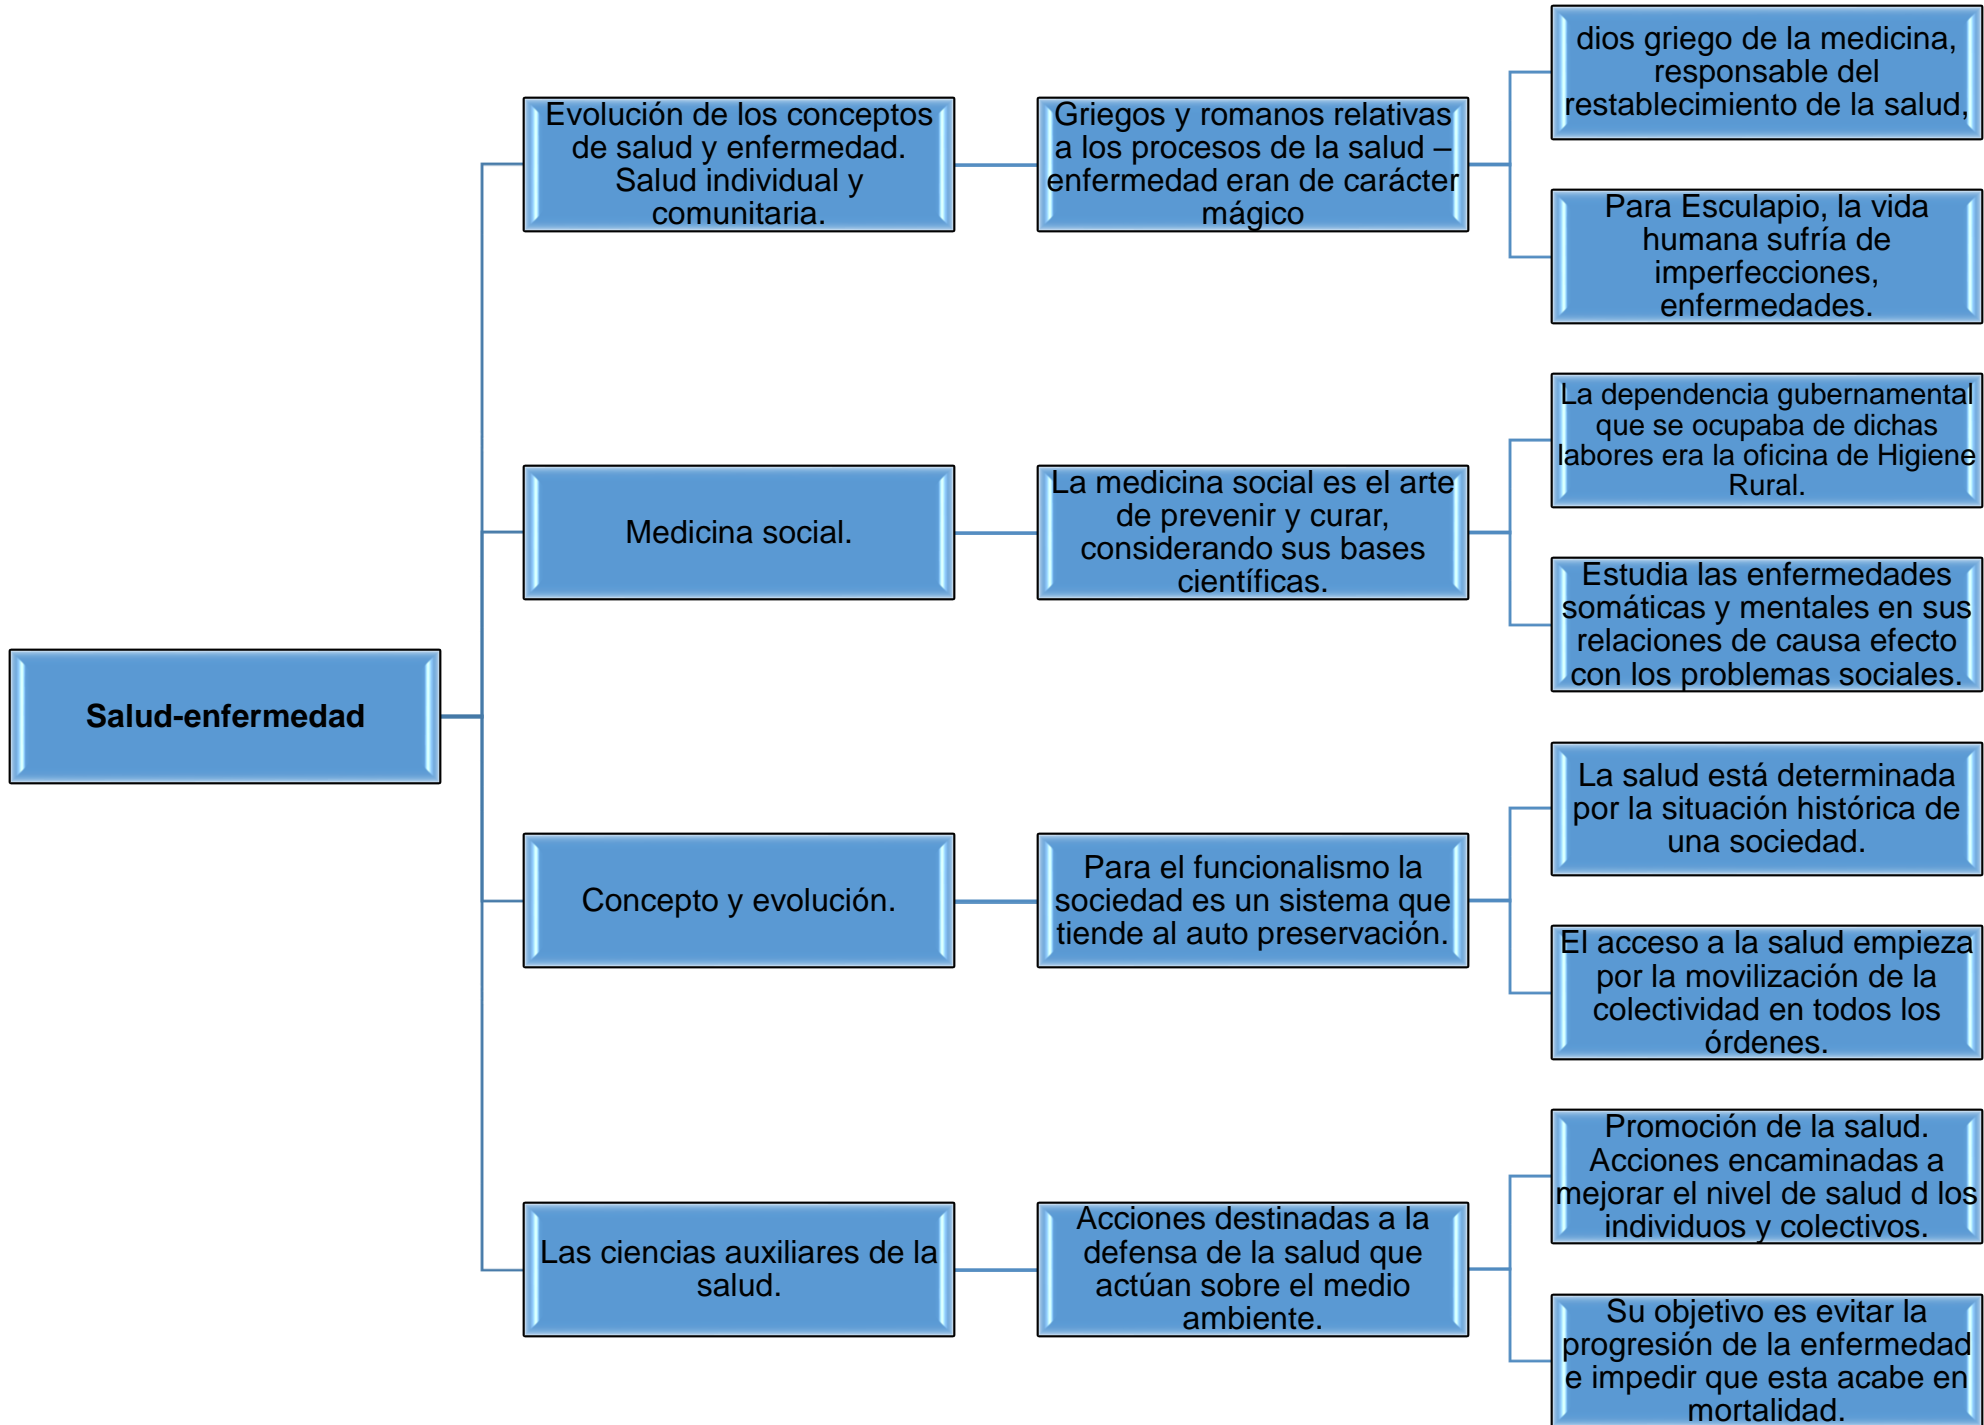 Salud-enfermedad
Evolución de los conceptos
de salud y enfermedad.
Salud individual y
comunitaria.
Griegos y romanos relativas
a los procesos de la salud –
enfermedad eran de carácter
mágico
dios griego de la medicina,
responsable del
restablecimiento de la salud,
Para Esculapio, la vida
humana sufría de
imperfecciones,
enfermedades.
Medicina social.
La medicina social es el arte
de prevenir y curar,
considerando sus bases
científicas.
La dependencia gubernamental
que se ocupaba de dichas
labores era la oficina de Higiene
Rural.
Estudia las enfermedades
somáticas y mentales en sus
relaciones de causa efecto
con los problemas sociales.
Concepto y evolución.
Para el funcionalismo la
sociedad es un sistema que
tiende al auto preservación.
La salud está determinada
por la situación histórica de
una sociedad.
El acceso a la salud empieza
por la movilización de la
colectividad en todos los
órdenes.
Las ciencias auxiliares de la
salud.
Acciones destinadas a la
defensa de la salud que
actúan sobre el medio
ambiente.
Promoción de la salud.
Acciones encaminadas a
mejorar el nivel de salud d los
individuos y colectivos.
Su objetivo es evitar la
progresión de la enfermedad
e impedir que esta acabe en
mortalidad.